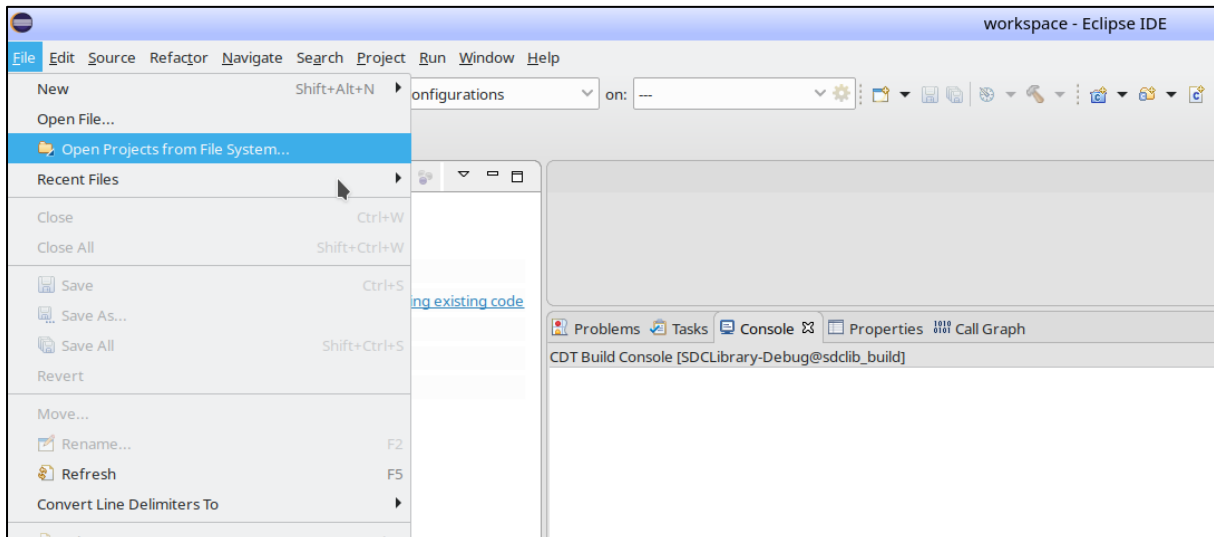 workspace - Eclipse IDE
File Edit Source Refactor Navigate Search Project Run Window Help
New Shift+Alt+N
onfigurations
on: ---
Open File...
Open Projects from File System...
Recent Files
Close Ctrl+W
Close All Shift+Ctrl+W
Save Ctrl+S
ing existing code
Save As...
Save All Shift+Ctrl+S
Revert
Move...
Rename... F2
Refresh F5
Convert Line Delimiters To
Problems Tasks Console Properties Call Graph
CDT Build Console [SDCLibrary-Debug@sdclib_build]